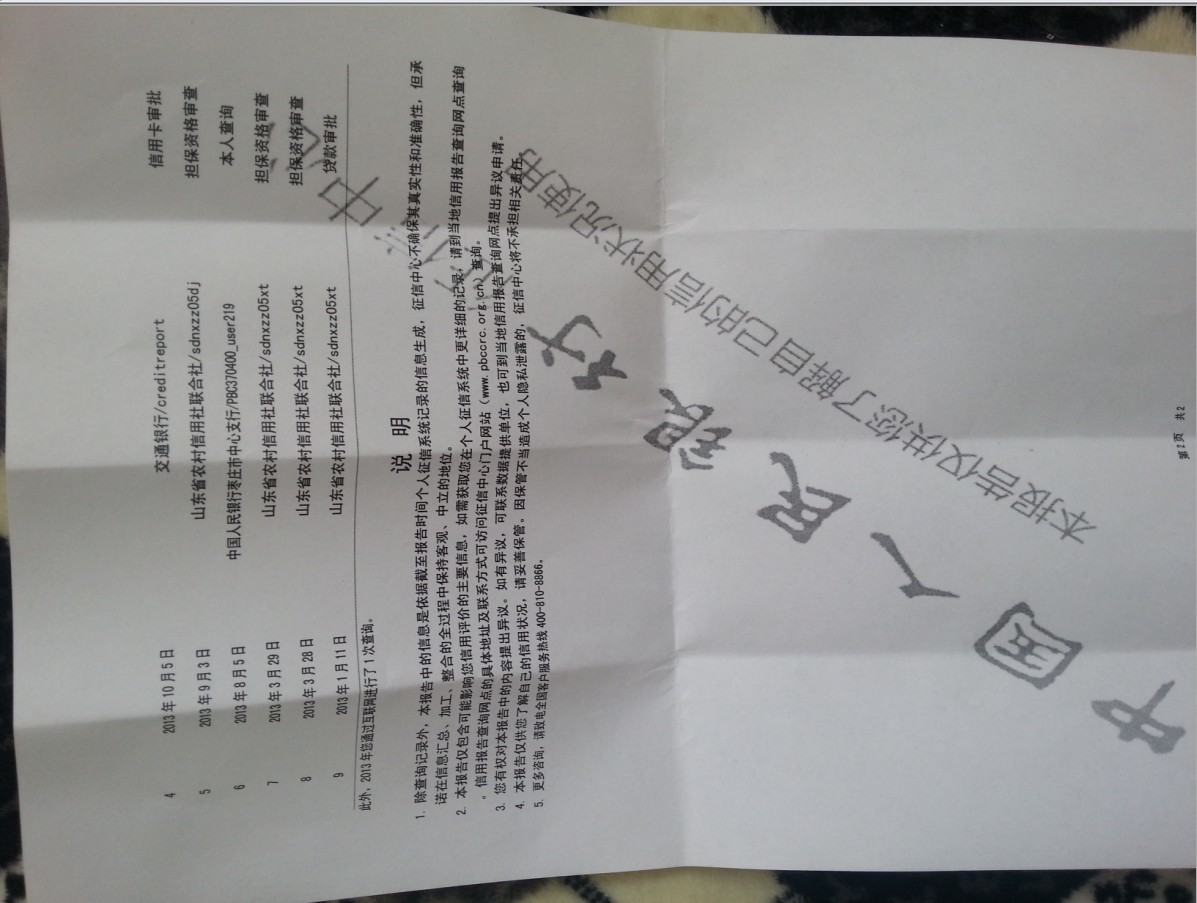 4 2013年10月5日 交通银行/creditreport 信用卡审批
5 2013年9月3日 山东省农村信用社联合社/sdnxzz05dj 担保资格审查
6 2013年8月5日 中国人民银行枣庄市中心支行/PBC370400_user219 本人查询
7 2013年3月29日 山东省农村信用社联合社/sdnxzz05xt 担保资格审查
8 2013年3月28日 山东省农村信用社联合社/sdnxzz05xt 担保资格审查
9 2013年1月11日 山东省农村信用社联合社/sdnxzz05xt 贷款审批
此外,2013年您通过互联网进行了1次查询。
说 明
1. 除查询记录外,本报告中的信息是依据截至报告时间个人征信系统记录的信息生成,征信中心不确保其真实性和准确性,但承
诺在信息汇总、加工、整合的全过程中保持客观、中立的地位。
2. 本报告仅包含可能影响您信用评价的主要信息,如需获取您在个人征信系统中更详细的记录,请到当地信用报告查询网点查询
。信用报告查询网点的具体地址及联系方式可访问征信中心门户网站(www.pbccrc.org.cn)查询。
3. 您有权对本报告中的内容提出异议。如有异议,可联系数据提供单位,也可到当地信用报告查询网点提出异议申请。
4. 本报告仅供您了解自己的信用状况,请妥善保管。因保管不当造成个人隐私泄露的,征信中心将不承担相关责任。
5. 更多咨询,请致电全国客户服务热线400-810-8866。
中国人民银行征信中心
本报告仅供您了解自己的信用状况使用
第2页 共2